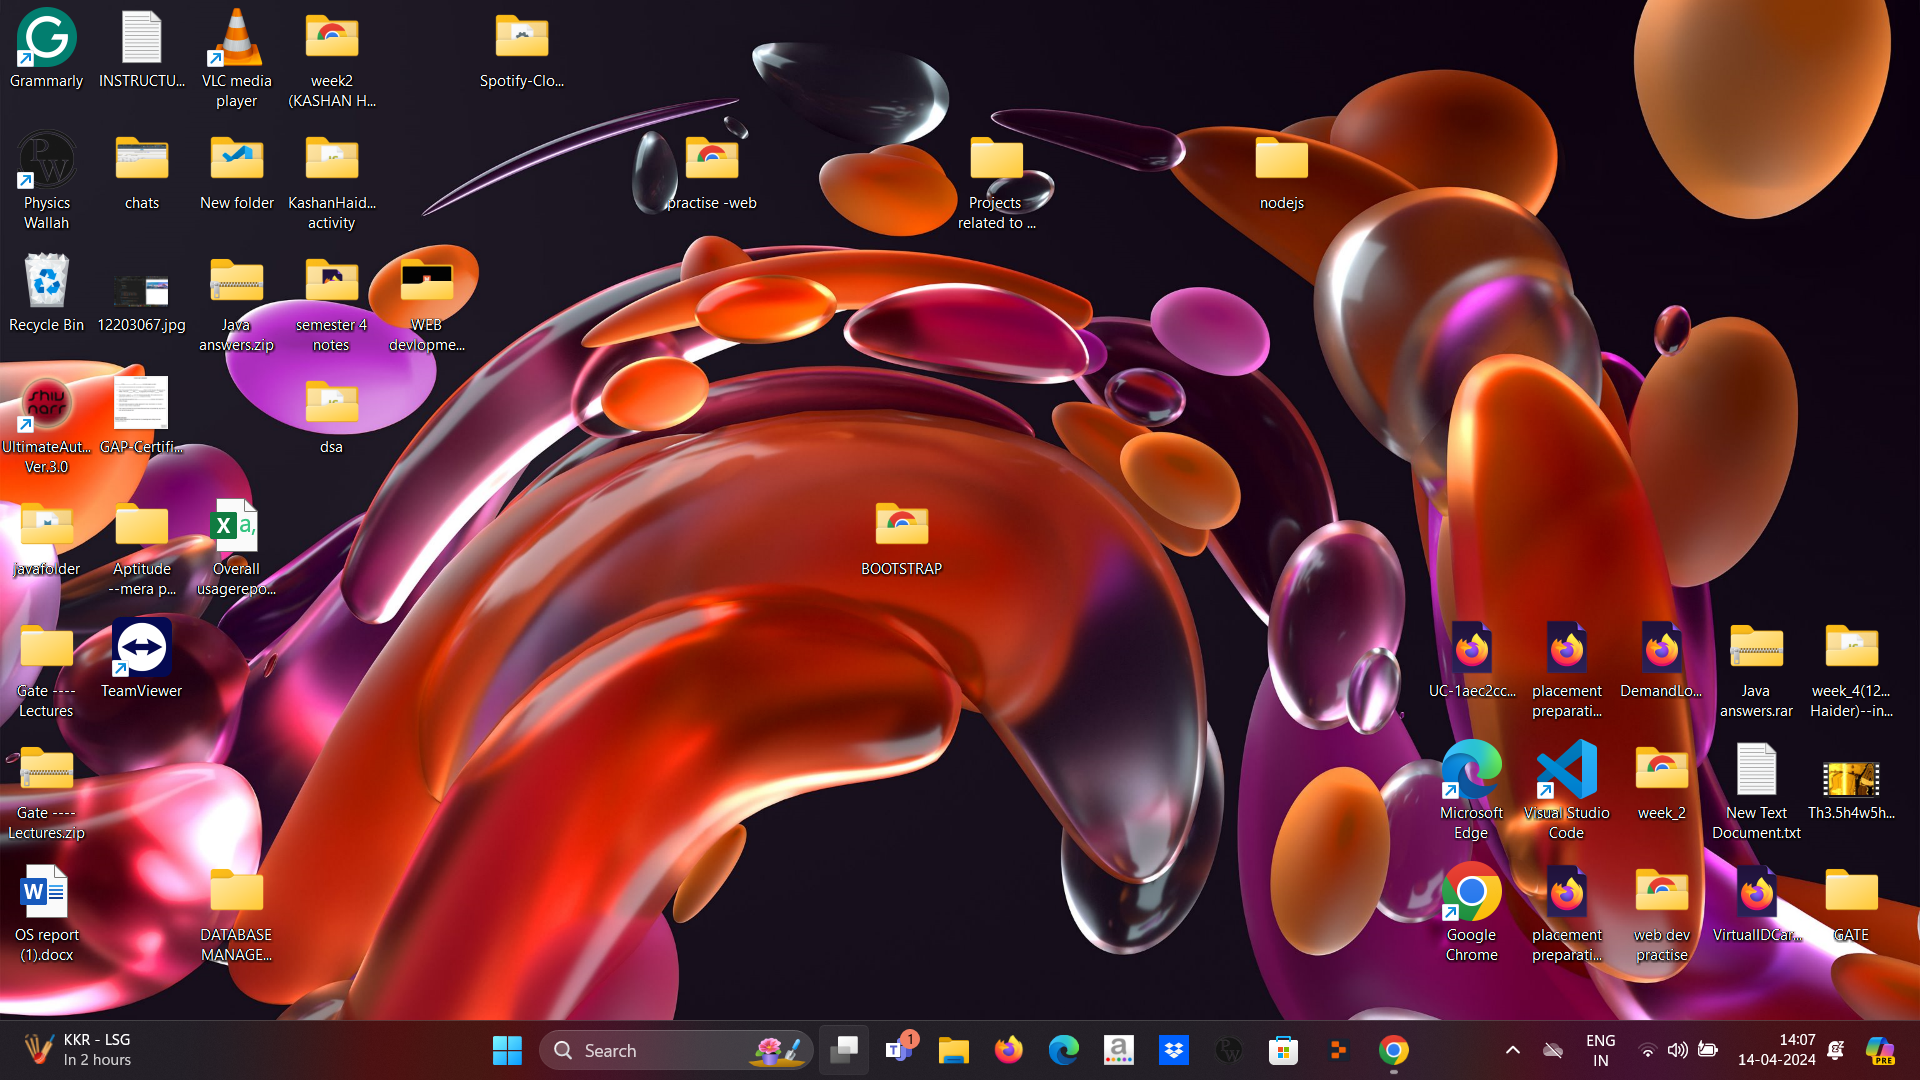 Grammarly
INSTRUCTU...
VLC media
player
week2
(KASHAN H...
Spotify-Clo...
PW
Physics
Wallah
chats
New folder
KashanHaid...
activity
practise -web
Projects
related to ...
nodejs
Recycle Bin
12203067.jpg
Java
answers.zip
semester 4
notes
WEB
devlopme...
shiv
narr
UltimateAut...
Ver.3.0
GAP-Certifi...
dsa
javafolder
Aptitude
--mera p...
X a,
Overall
usagerepo...
BOOTSTRAP
Gate ----
Lectures
TeamViewer
UC-1aec2cc...
placement
preparati...
DemandLo...
Java
answers.rar
week_4(12...
Haider)--in...
Gate ----
Lectures.zip
Microsoft
Edge
Visual Studio
Code
week_2
New Text
Document.txt
Th3.5h4w5h...
W
OS report
(1).docx
DATABASE
MANAGE...
Google
Chrome
placement
preparati...
web dev
practise
VirtualIDCar...
GATE
KKR - LSG
In 2 hours
Search
1
T
a
ENG
IN
14:07
14-04-2024
PRE